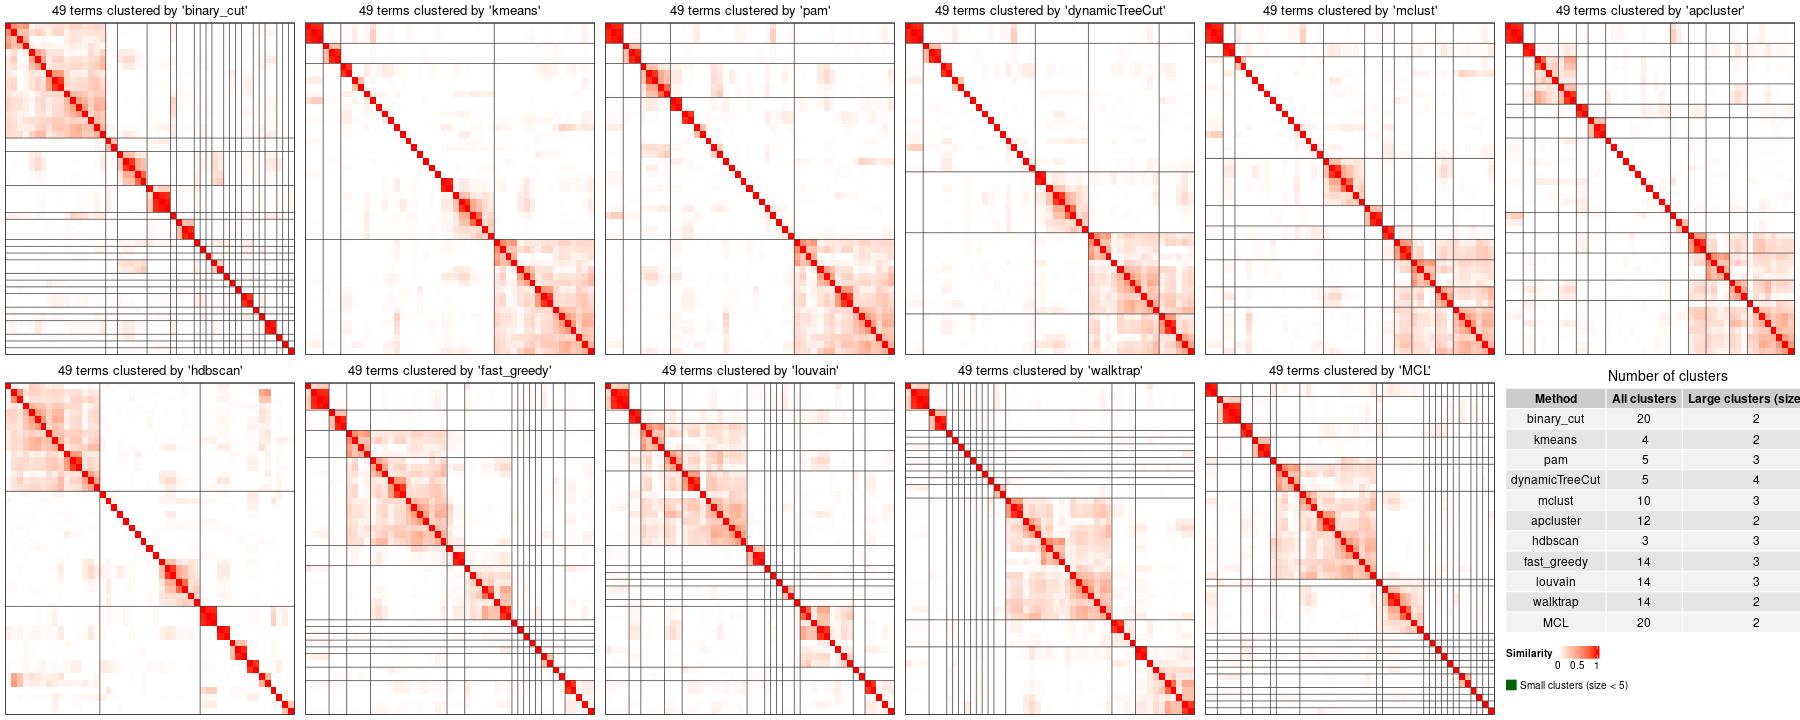 49 terms clustered by 'binary_cut'
49 terms clustered by 'kmeans'
49 terms clustered by 'pam'
49 terms clustered by 'dynamicTreeCut'
49 terms clustered by 'mclust'
49 terms clustered by 'apcluster'
49 terms clustered by 'hdbscan'
49 terms clustered by 'fast_greedy'
49 terms clustered by 'louvain'
49 terms clustered by 'walktrap'
49 terms clustered by 'MCL'
Number of clusters
Method All clusters Large clusters (size
binary_cut 20 2
kmeans 4 2
pam 5 3
dynamicTreeCut 5 4
mclust 10 3
apcluster 12 2
hdbscan 3 3
fast_greedy 14 3
louvain 14 3
walktrap 14 2
MCL 20 2
Similarity
0 0.5 1
Small clusters (size < 5)